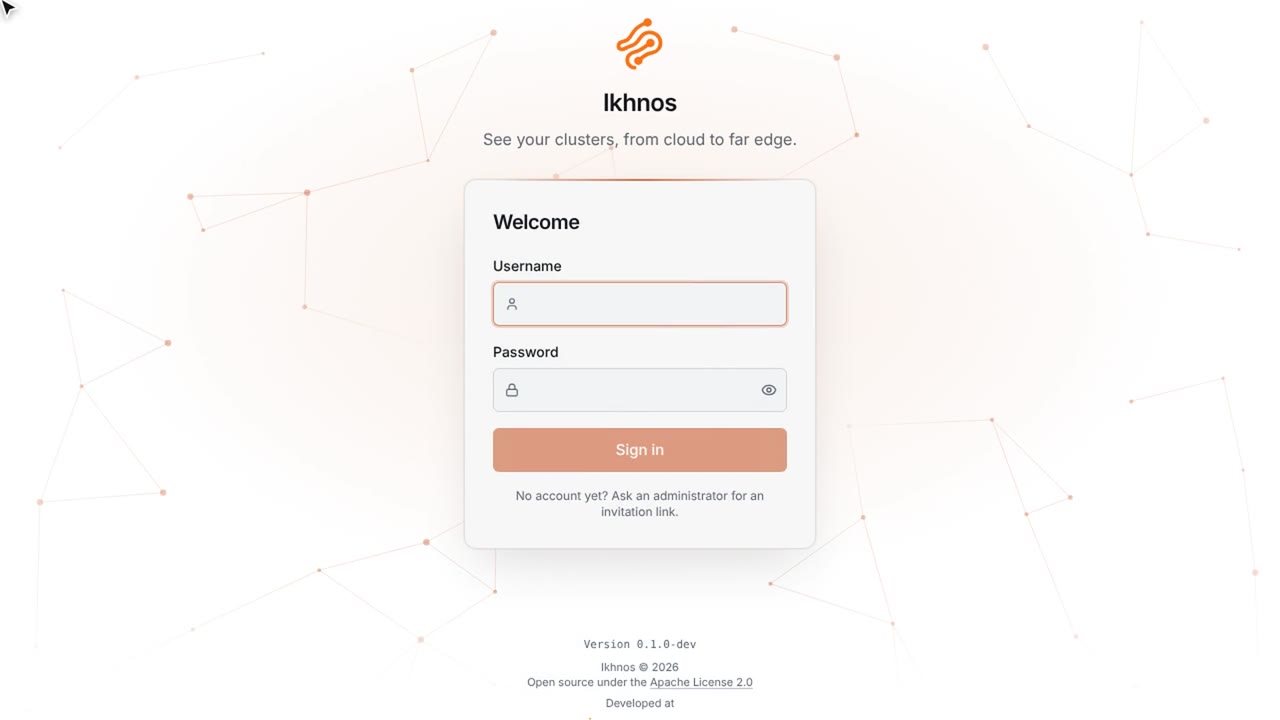 Ikhnos
See your clusters, from cloud to far edge.
Welcome
Username
Password
Sign in
No account yet? Ask an administrator for an
invitation link.
Version 0.1.0-dev
Ikhnos © 2026
Open source under the Apache License 2.0
Developed at